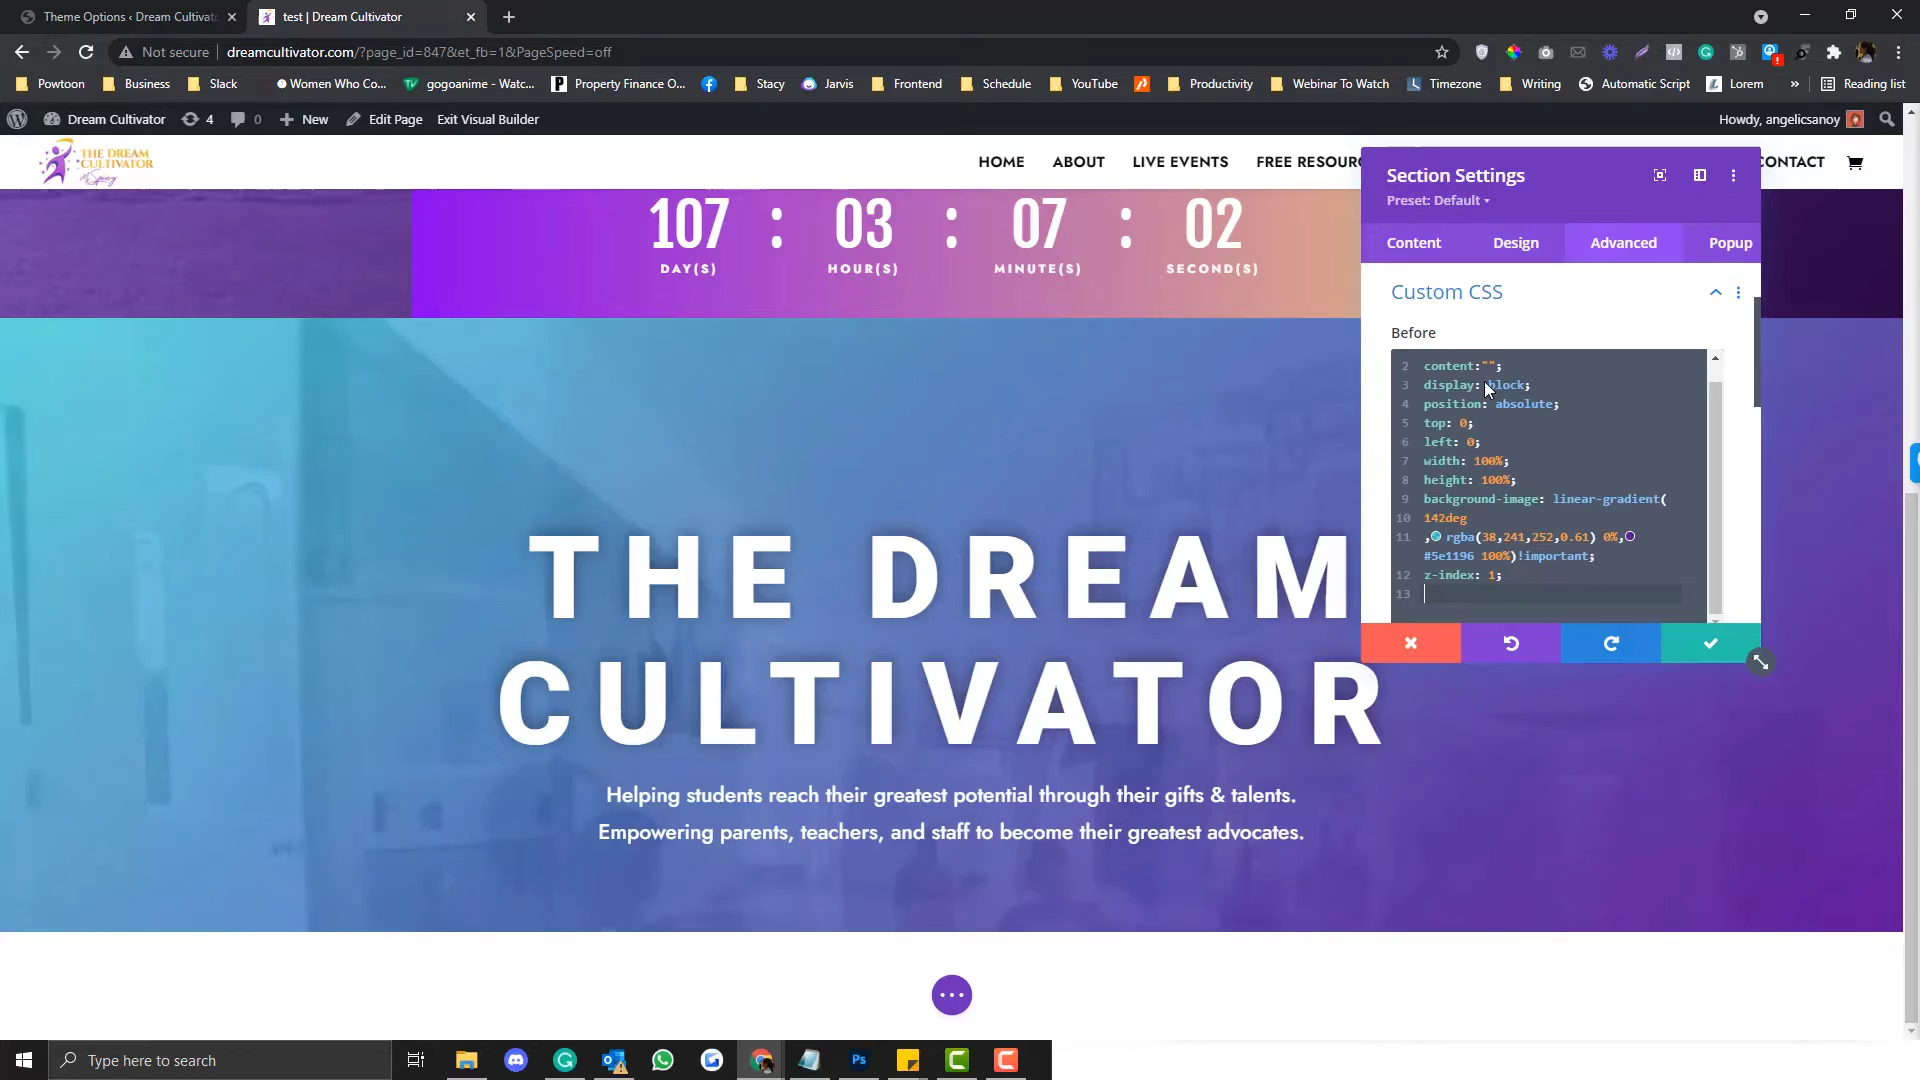 Theme Options ‹ Dream Cultivat
test | Dream Cultivator
Not secure
dreamcultivator.com/?page_id=847&et_fb=1&PageSpeed=off
Powtoon
Business
Slack
Women Who Co...
gogoanime - Watc...
Property Finance O...
Stacy
Jarvis
Frontend
Schedule
YouTube
Productivity
Webinar To Watch
Timezone
Writing
Automatic Script
Lorem
»
Reading list
Dream Cultivator
4
0
New
Edit Page
Exit Visual Builder
Howdy, angelicsanoy
THE DREAM
CULTIVATOR
HOME
ABOUT
LIVE EVENTS
FREE RESOURC
CONTACT
107 : 03 : 07 : 02
DAY(S)
HOUR(S)
MINUTE(S)
SECOND(S)
Section Settings
Preset: Default
Content
Design
Advanced
Popup
Custom CSS
Before
2 content:"";
3 display: block;
4 position: absolute;
5 top: 0;
6 left: 0;
7 width: 100%;
8 height: 100%;
9 background-image: linear-gradient(
10 142deg
11 , rgba(38,241,252,0.61) 0%,
#5e1196 100%)!important;
12 z-index: 1;
13
THE DREAM
CULTIVATOR
Helping students reach their greatest potential through their gifts & talents.
Empowering parents, teachers, and staff to become their greatest advocates.
Type here to search
Ps